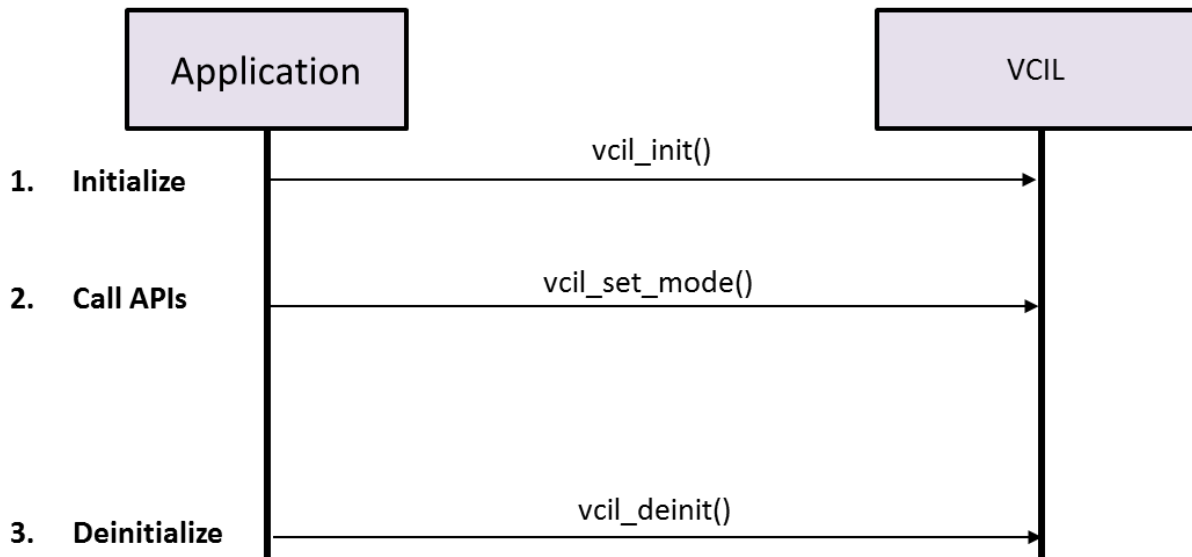 Application
VCIL
vcil_init()
1. Initialize
vcil_set_mode()
2. Call APIs
vcil_deinit()
3. Deinitialize